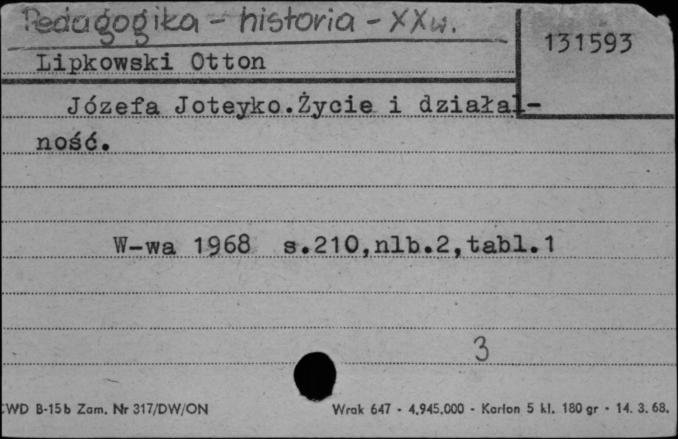 Pedagogika - historia - XXw.
131593
Lipkowski Otton
Józefa Joteyko.Życie i działal-
ność.
W-wa 1968 s.210,nlb.2,tabl.1
3
CWD B-15b Zam. Nr 317/DW/ON Wrak 647 - 4.945.000 - Karton 5 kl. 180 gr - 14. 3. 68.